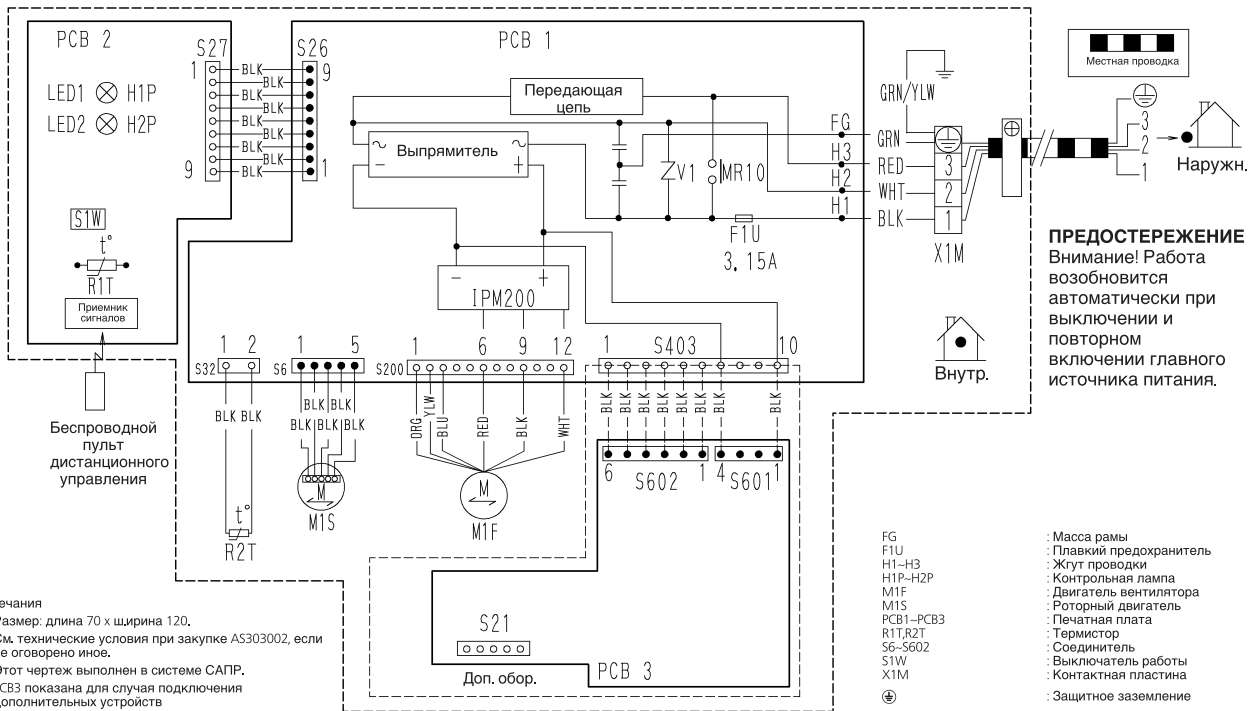 PCB 2
S27
S26
PCB 1
1
BLK
9
BLK
BLK
BLK
BLK
BLK
BLK
BLK
9
BLK
1
LED1 H1P
LED2 H2P
S1W
t°
R1T
Приемник
сигналов
Беспроводной
пульт
дистанционного
управления
Передающая
цепь
~ Выпрямитель ~
− +
V1
MR10
F1U
3.15A
− +
IPM200
FG
H3
H2
H1
GRN/YLW
GRN
RED
WHT
BLK
3
2
1
X1M
Местная проводка
3
2
1
Наружн.
Внутр.
ПРЕДОСТЕРЕЖЕНИЕ
Внимание! Работа
возобновится
автоматически при
выключении и
повторном
включении главного
источника питания.
S32
1 2
BLK BLK
t°
R2T
S6
1 5
BLK BLK
BLK BLK BLK
M
M1S
S200
1 6 9 12
ORG YLW BLU RED BLK WHT
M
M1F
1 S403 10
BLK BLK BLK BLK BLK BLK BLK
6 S602 1
4 S601 1
S21
Доп. обор.
PCB 3
ечания
Размер: длина 70 x ширина 120.
См. технические условия при закупке AS303002, если
не оговорено иное.
Этот чертеж выполнен в системе САПР.
PCB3 показана для случая подключения
дополнительных устройств
FG : Масса рамы
F1U : Плавкий предохранитель
H1~H3 : Жгут проводки
H1P~H2P : Контрольная лампа
M1F : Двигатель вентилятора
M1S : Роторный двигатель
PCB1~PCB3 : Печатная плата
R1T,R2T : Термистор
S6~S602 : Соединитель
S1W : Выключатель работы
X1M : Контактная пластина
: Защитное заземление